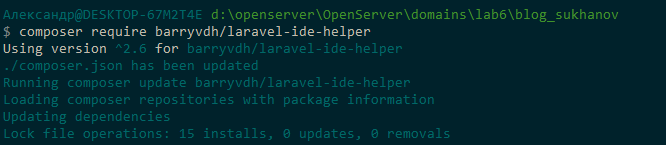 Александр@DESKTOP-67M2T4E d:\openserver\OpenServer\domains\lab6\blog_sukhanov
$ composer require barryvdh/laravel-ide-helper
Using version ^2.6 for barryvdh/laravel-ide-helper
./composer.json has been updated
Running composer update barryvdh/laravel-ide-helper
Loading composer repositories with package information
Updating dependencies
Lock file operations: 15 installs, 0 updates, 0 removals